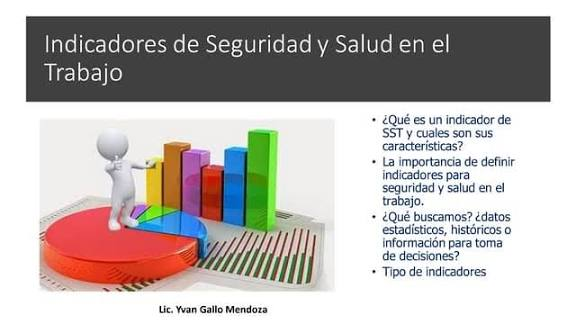 Indicadores de Seguridad y Salud en el
Trabajo
• ¿Qué es un indicador de
SST y cuales son sus
características?
• La importancia de definir
indicadores para
seguridad y salud en el
trabajo.
• ¿Qué buscamos? ¿datos
estadísticos, históricos o
información para toma
de decisiones?
• Tipo de indicadores
Lic. Yvan Gallo Mendoza